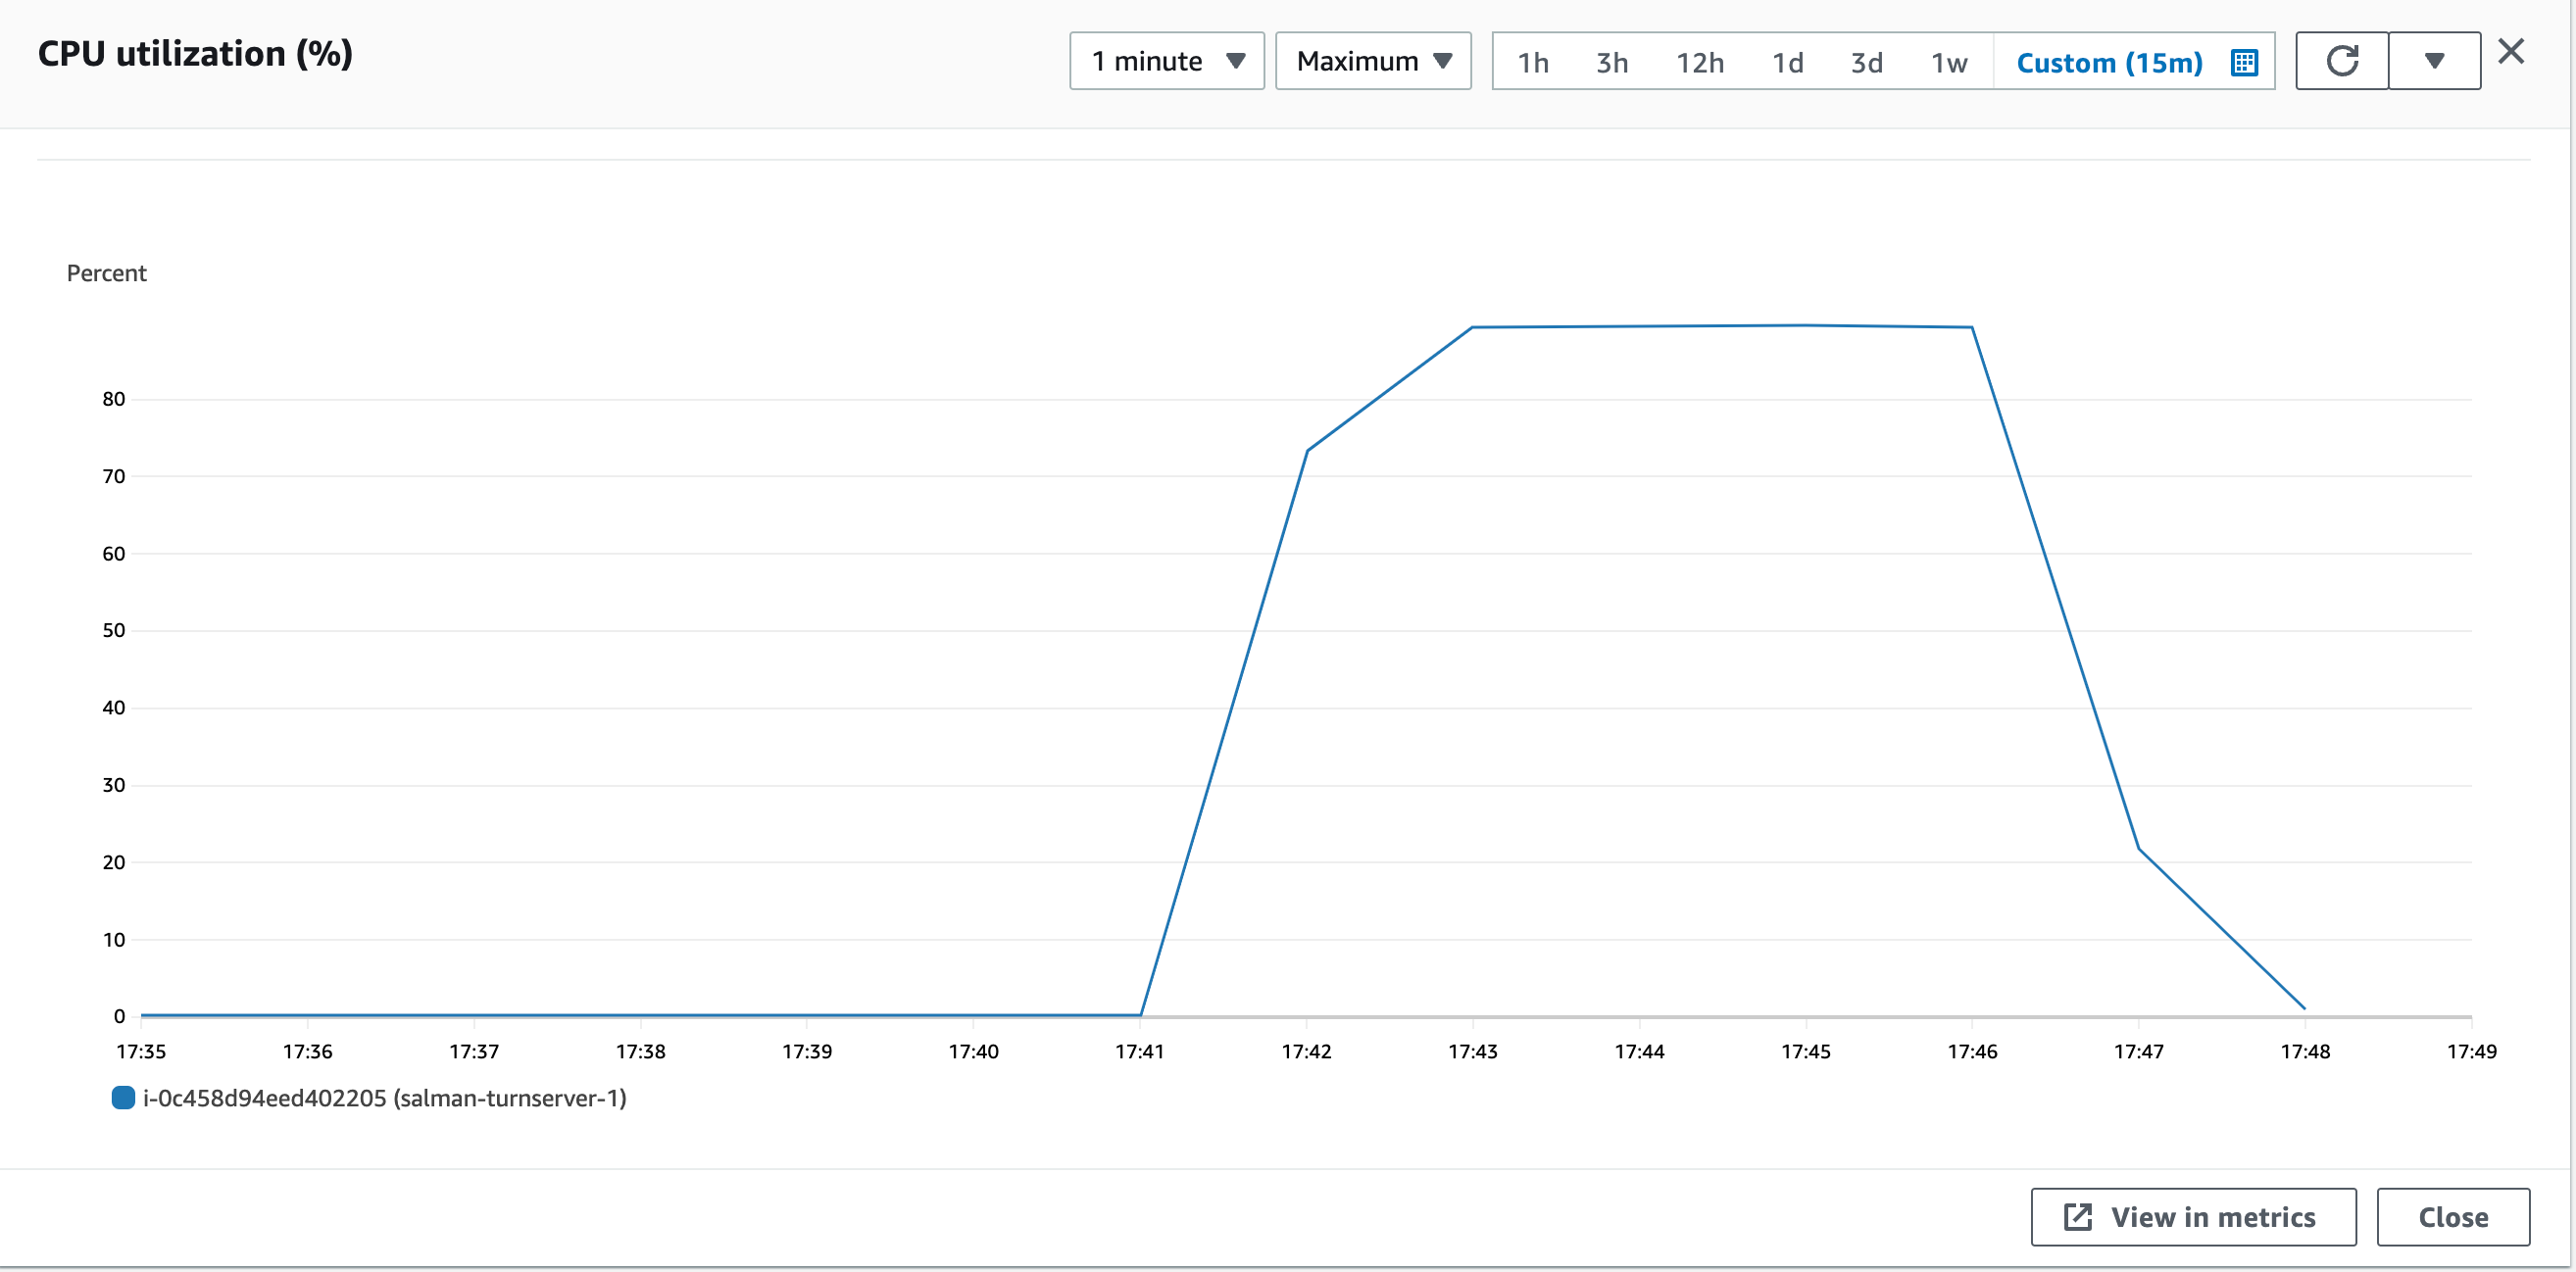 CPU utilization (%)
1 minute
Maximum
1h 3h 12h 1d 3d 1w Custom (15m)
Percent
80
70
60
50
40
30
20
10
0
17:35 17:36 17:37 17:38 17:39 17:40 17:41 17:42 17:43 17:44 17:45 17:46 17:47 17:48 17:49
i-0c458d94eed402205 (salman-turnserver-1)
View in metrics
Close